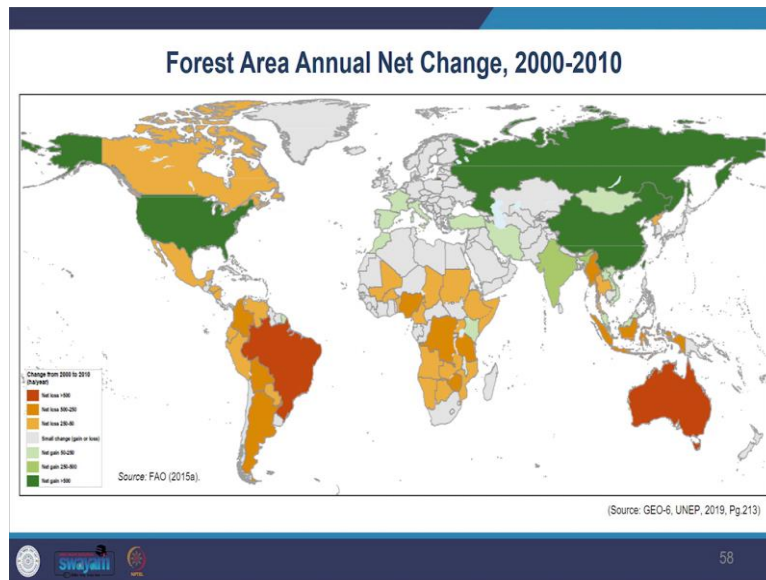 Forest Area Annual Net Change, 2000-2010
Change from 2000 to 2010
(ha/year)
Net loss >500
Net loss 500-250
Net loss 250-50
Small change (gain or loss)
Net gain 50-250
Net gain 250-500
Net gain >500
Source: FAO (2015a).
(Source: GEO-6, UNEP, 2019, Pg.213)
swayam
NPTEL
58